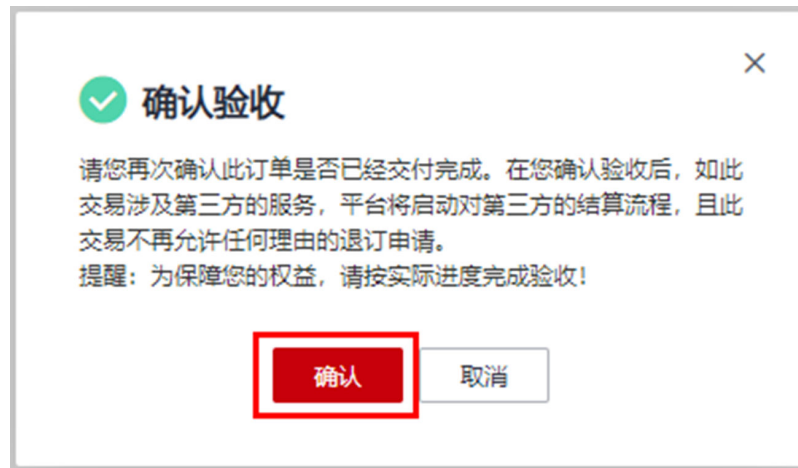 确认验收
请您再次确认此订单是否已经交付完成。在您确认验收后，如此
交易涉及第三方的服务，平台将启动对第三方的结算流程，且此
交易不再允许任何理由的退订申请。
提醒：为保障您的权益，请按实际进度完成验收！
确认
取消